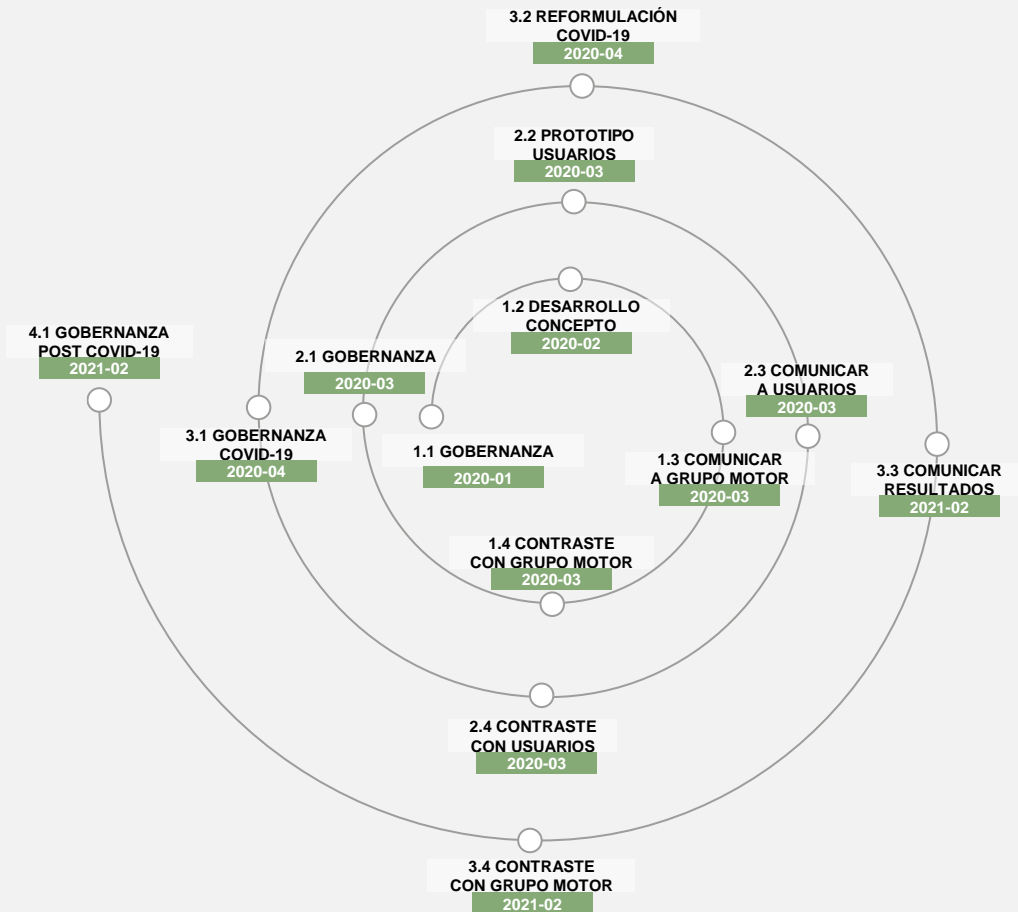 3.2 REFORMULACIÓN
COVID-19
2020-04
2.2 PROTOTIPO
USUARIOS
2020-03
1.2 DESARROLLO
CONCEPTO
2020-02
4.1 GOBERNANZA
POST COVID-19
2021-02
2.1 GOBERNANZA
2020-03
2.3 COMUNICAR
A USUARIOS
2020-03
3.1 GOBERNANZA
COVID-19
2020-04
1.1 GOBERNANZA
2020-01
1.3 COMUNICAR
A GRUPO MOTOR
2020-03
3.3 COMUNICAR
RESULTADOS
2021-02
1.4 CONTRASTE
CON GRUPO MOTOR
2020-03
2.4 CONTRASTE
CON USUARIOS
2020-03
3.4 CONTRASTE
CON GRUPO MOTOR
2021-02